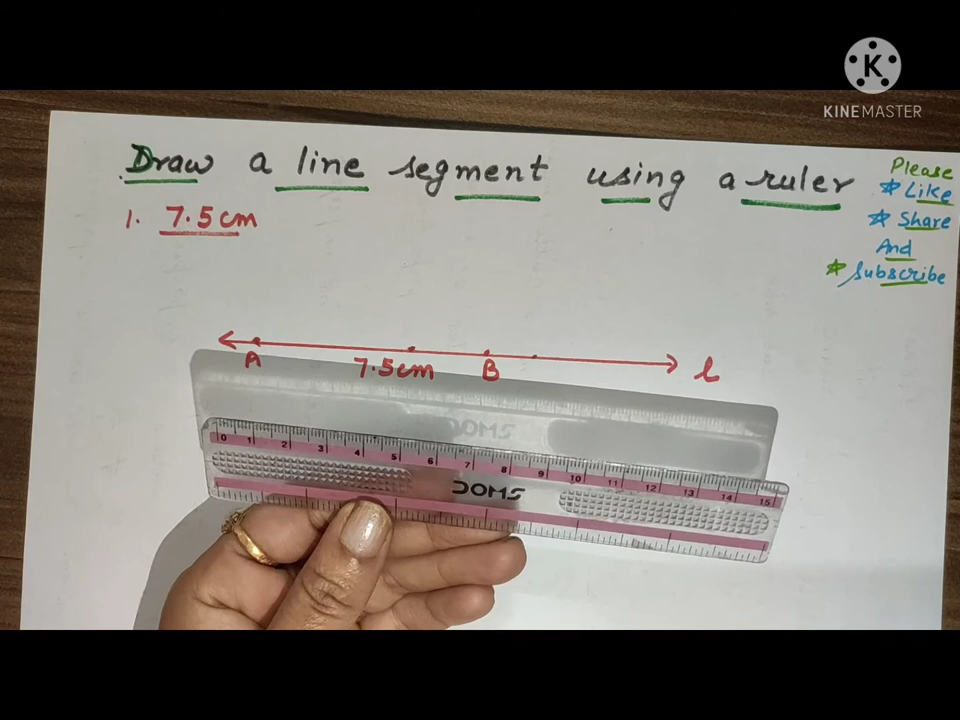 KINEMASTER
Draw a line segment using a ruler
1. 7.5cm
Please
Like
Share
And
Subscribe
A 7.5cm B l
DOMS
0 1 2 3 4 5 6 7 8 9 10 11 12 13 14 15
DOMS